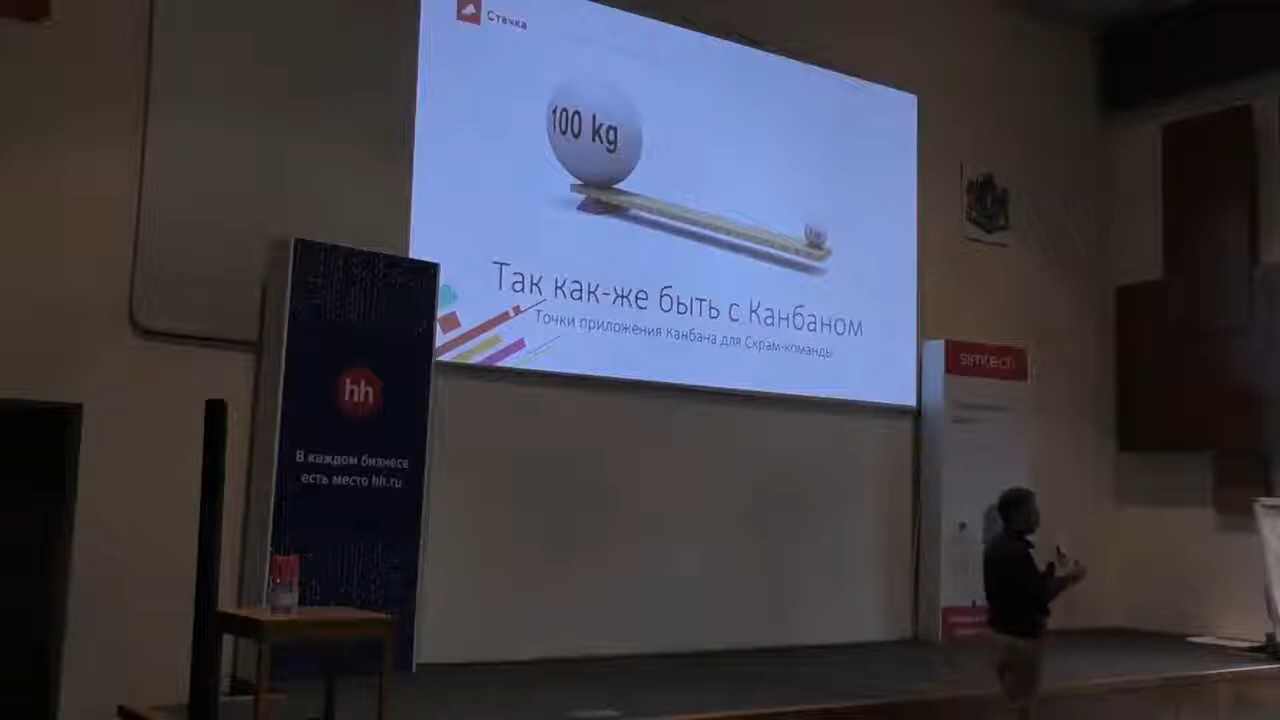 Стачка
100 kg
Так как-же быть с Канбаном
Точки приложения Канбана для Скрам-команды
hh
В каждом бизнесе
есть место hh.ru
simtech